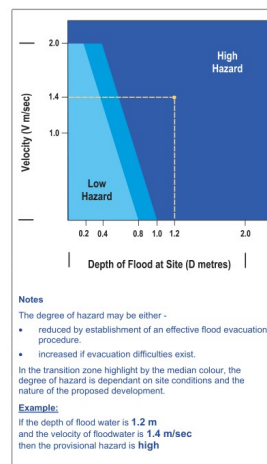 2.0
High
Hazard
1.4
Velocity (V m/sec)
1.0
Low
Hazard
0.2 0.4 0.8 1.0 1.2 2.0
Depth of Flood at Site (D metres)
Notes
The degree of hazard may be either -
• reduced by establishment of an effective flood evacuation
procedure.
• increased if evacuation difficulties exist.
In the transition zone highlight by the median colour, the
degree of hazard is dependant on site conditions and the
nature of the proposed development.
Example:
If the depth of flood water is 1.2 m
and the velocity of floodwater is 1.4 m/sec
then the provisional hazard is high